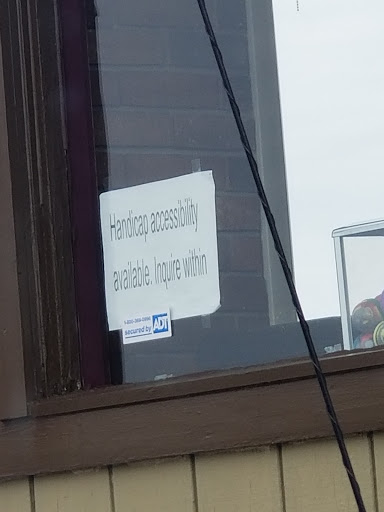 Handicap accessibility
available. Inquire within
secured by ADT